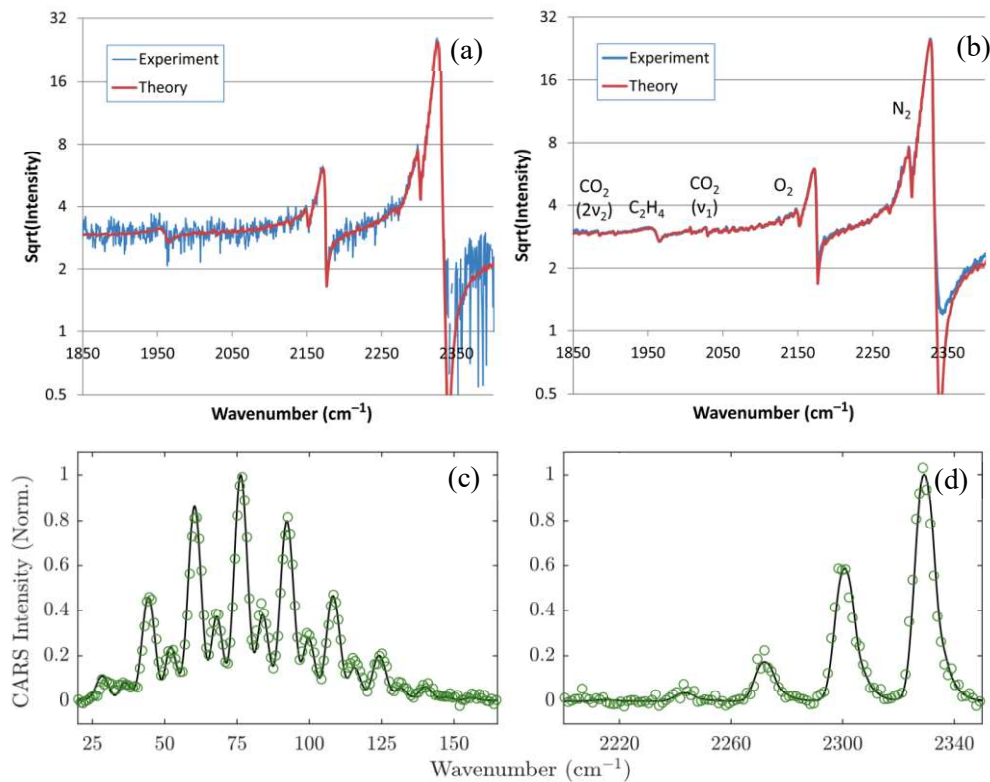 (a)
Experiment
Theory
Sqrt(Intensity)
32
16
8
4
2
1
0.5
1850 1950 2050 2150 2250 2350
Wavenumber (cm⁻¹)
(b)
Experiment
Theory
N₂
CO₂
(2ν₂)
C₂H₄
CO₂
(ν₁)
O₂
Sqrt(Intensity)
32
16
8
4
2
1
0.5
1850 1950 2050 2150 2250 2350
Wavenumber (cm⁻¹)
(c)
CARS Intensity (Norm.)
1
0.8
0.6
0.4
0.2
0
25 50 75 100 125 150
(d)
1
0.8
0.6
0.4
0.2
0
2220 2260 2300 2340
Wavenumber (cm⁻¹)